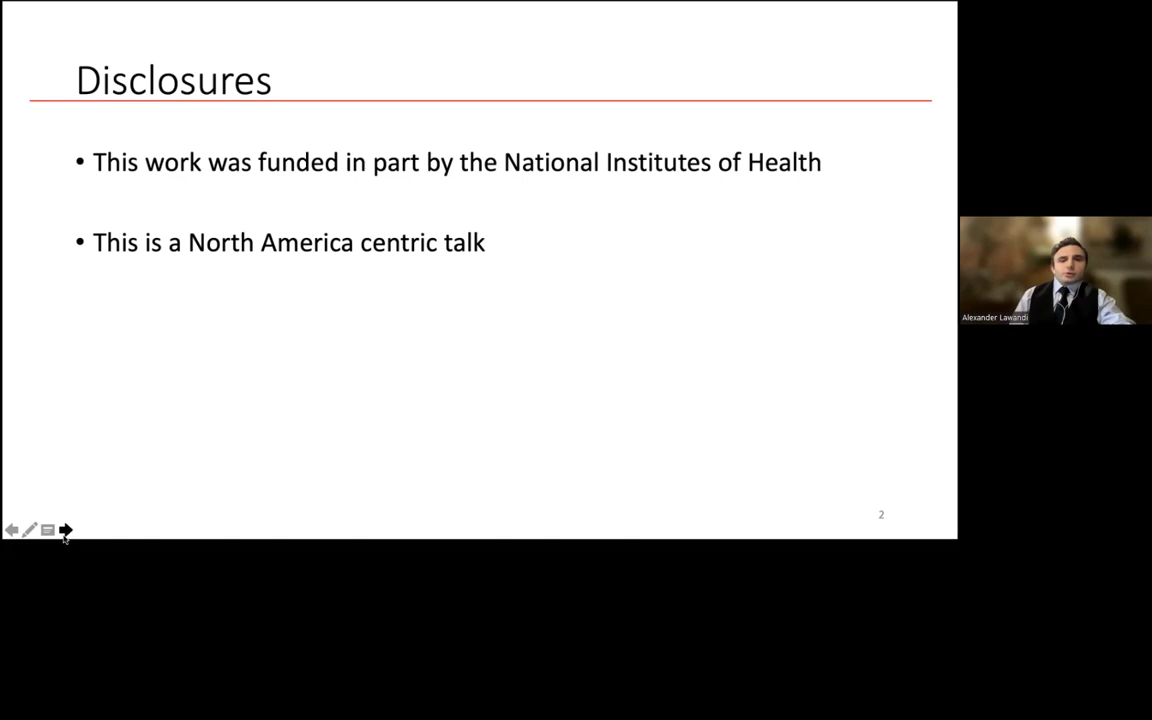 Disclosures
• This work was funded in part by the National Institutes of Health
• This is a North America centric talk
Alexander Lawandi
2